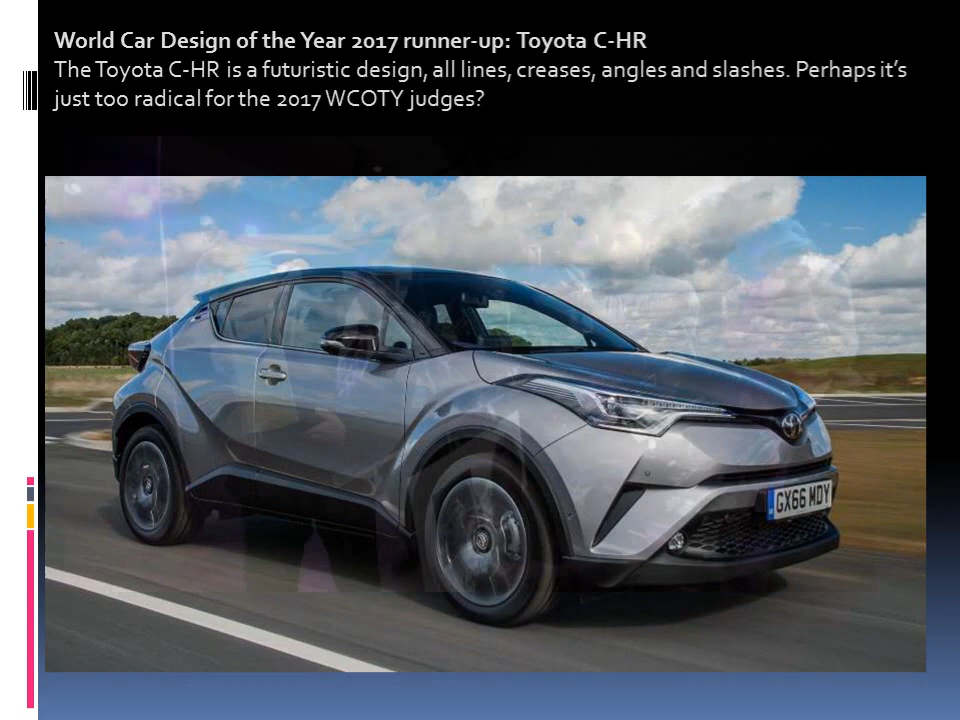 World Car Design of the Year 2017 runner-up: Toyota C-HR
The Toyota C-HR is a futuristic design, all lines, creases, angles and slashes. Perhaps it’s
just too radical for the 2017 WCOTY judges?
GX66 MDY